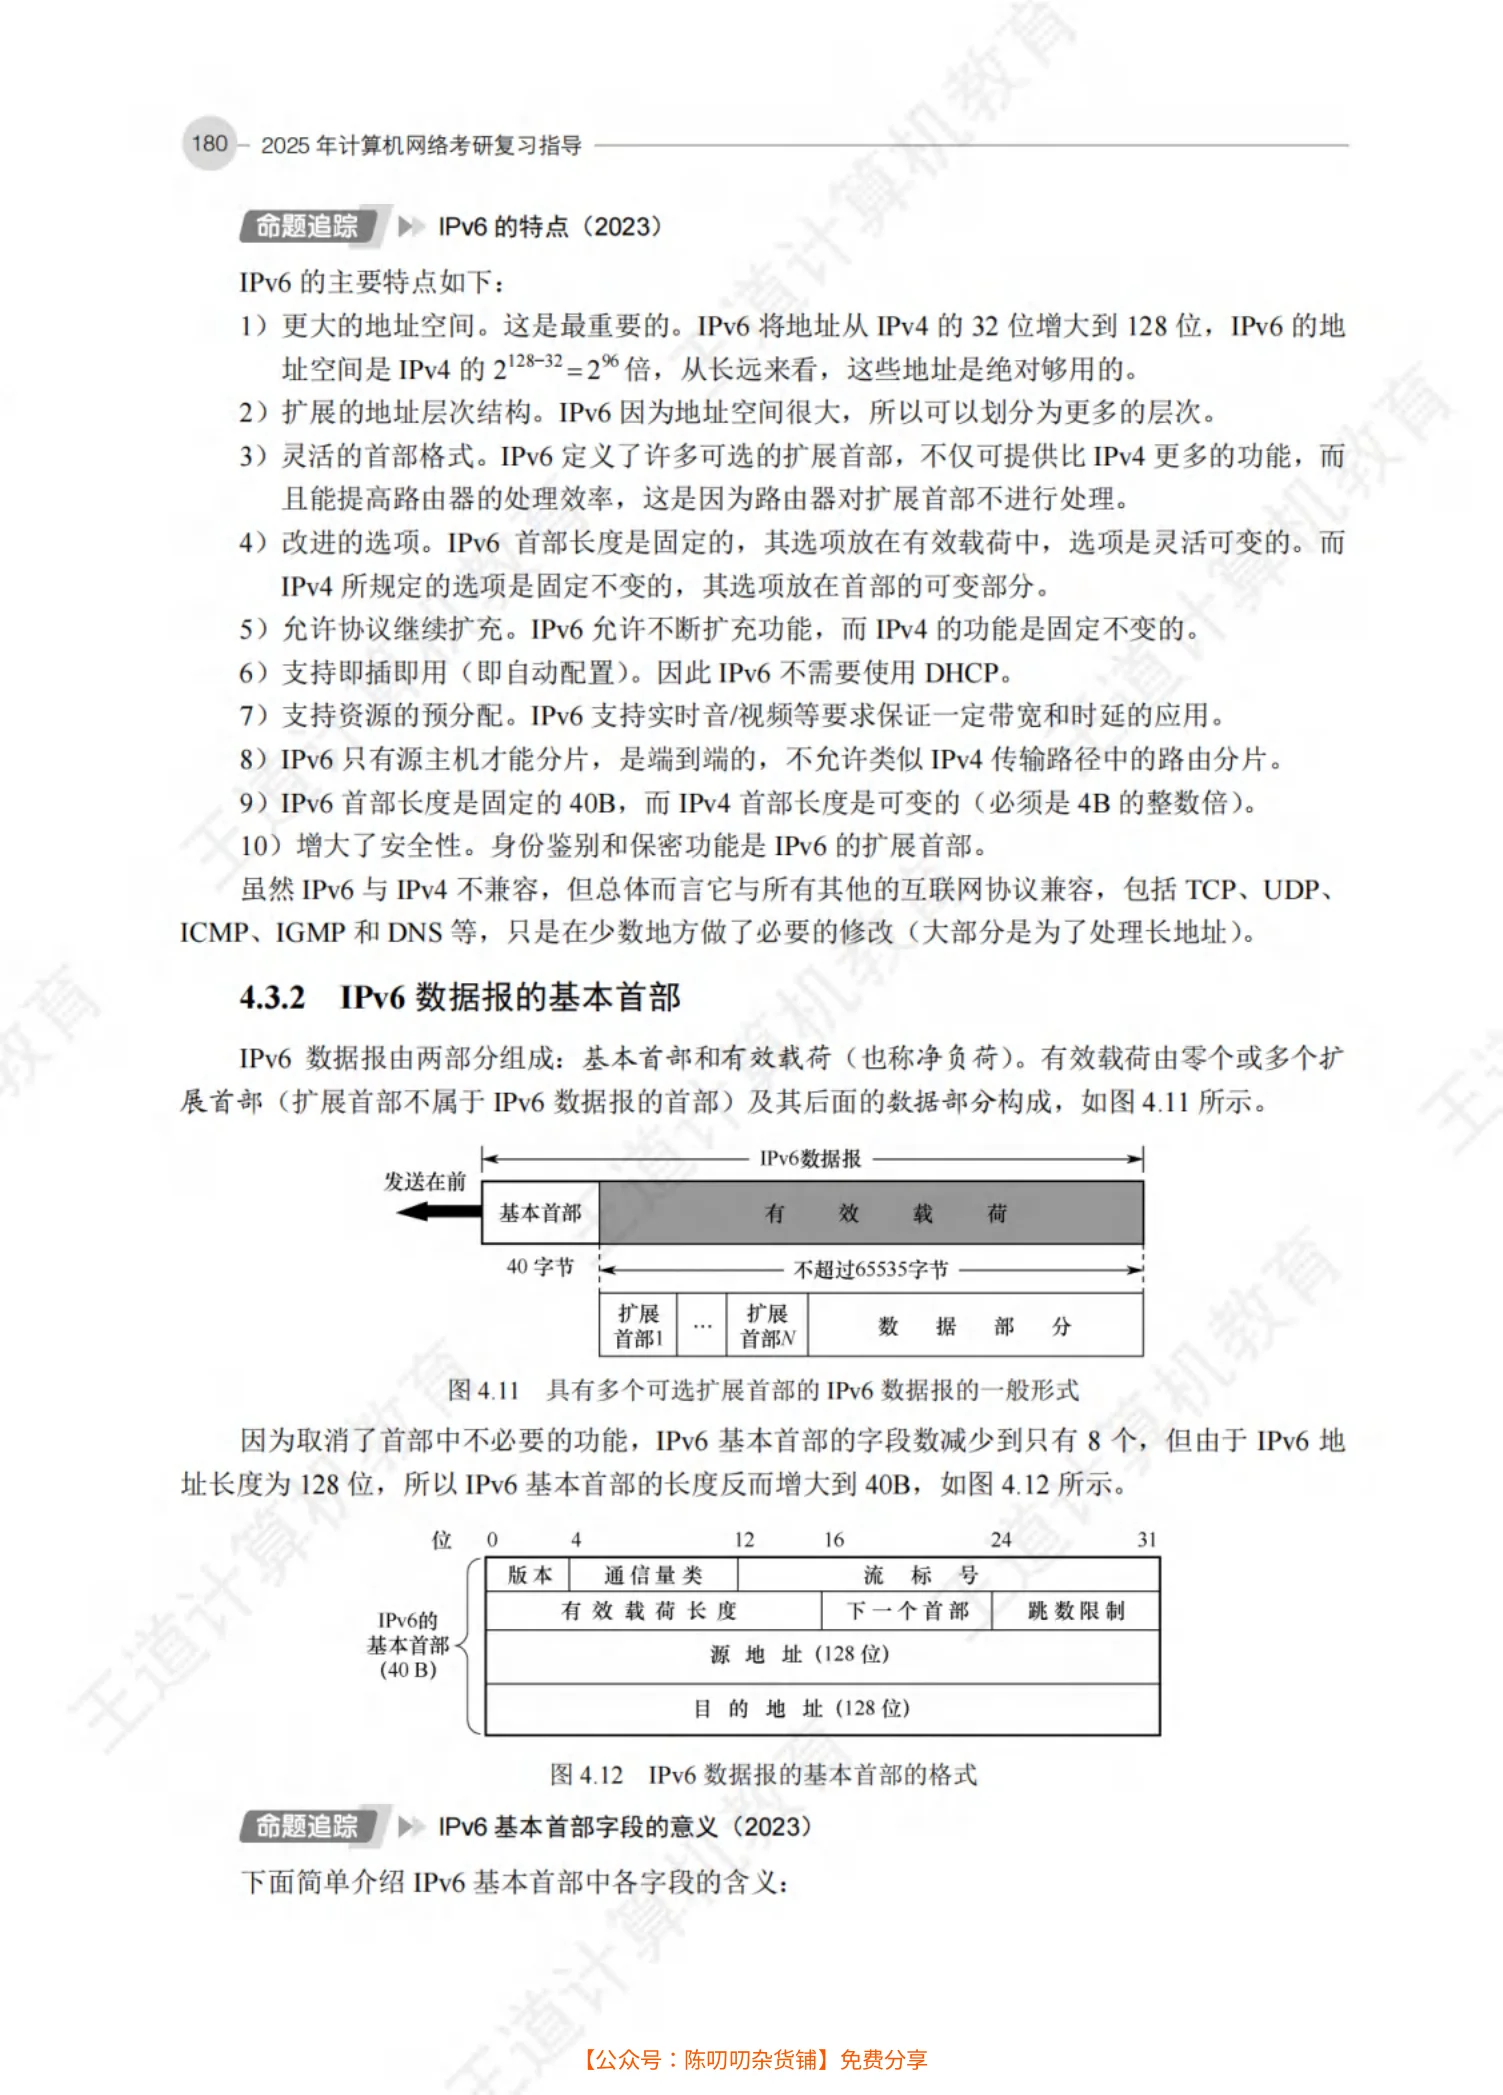 180 2025 年计算机网络考研复习指导
命题追踪 IPv6 的特点（2023）
IPv6 的主要特点如下：
1）更大的地址空间。这是最重要的。IPv6 将地址从 IPv4 的 32 位增大到 128 位，IPv6 的地
址空间是 IPv4 的 2^128−32 = 2^96 倍，从长远来看，这些地址是绝对够用的。
2）扩展的地址层次结构。IPv6 因为地址空间很大，所以可以划分为更多的层次。
3）灵活的首部格式。IPv6 定义了许多可选的扩展首部，不仅可提供比 IPv4 更多的功能，而
且能提高路由器的处理效率，这是因为路由器对扩展首部不进行处理。
4）改进的选项。IPv6 首部长度是固定的，其选项放在有效载荷中，选项是灵活可变的。而
IPv4 所规定的选项是固定不变的，其选项放在首部的可变部分。
5）允许协议继续扩充。IPv6 允许不断扩充功能，而 IPv4 的功能是固定不变的。
6）支持即插即用（即自动配置）。因此 IPv6 不需要使用 DHCP。
7）支持资源的预分配。IPv6 支持实时音/视频等要求保证一定带宽和时延的应用。
8）IPv6 只有源主机才能分片，是端到端的，不允许类似 IPv4 传输路径中的路由分片。
9）IPv6 首部长度是固定的 40B，而 IPv4 首部长度是可变的（必须是 4B 的整数倍）。
10）增大了安全性。身份鉴别和保密功能是 IPv6 的扩展首部。
虽然 IPv6 与 IPv4 不兼容，但总体而言它与所有其他的互联网协议兼容，包括 TCP、UDP、
ICMP、IGMP 和 DNS 等，只是在少数地方做了必要的修改（大部分是为了处理长地址）。
4.3.2 IPv6 数据报的基本首部
IPv6 数据报由两部分组成：基本首部和有效载荷（也称净负荷）。有效载荷由零个或多个扩
展首部（扩展首部不属于 IPv6 数据报的首部）及其后面的数据部分构成，如图 4.11 所示。
IPv6数据报
发送在前
基本首部 有 效 载 荷
40 字节 不超过65535字节
扩展首部1 … 扩展首部N 数 据 部 分
图 4.11 具有多个可选扩展首部的 IPv6 数据报的一般形式
因为取消了首部中不必要的功能，IPv6 基本首部的字段数减少到只有 8 个，但由于 IPv6 地
址长度为 128 位，所以 IPv6 基本首部的长度反而增大到 40B，如图 4.12 所示。
位 0 4 12 16 24 31
版本 通信量类 流 标 号
有 效 载 荷 长 度 下一个首部 跳数限制
IPv6的
基本首部
(40 B)
源 地 址 (128 位)
目 的 地 址 (128 位)
图 4.12 IPv6 数据报的基本首部的格式
命题追踪 IPv6 基本首部字段的意义（2023）
下面简单介绍 IPv6 基本首部中各字段的含义：
【公众号：陈叨叨杂货铺】免费分享
王道计算机教育